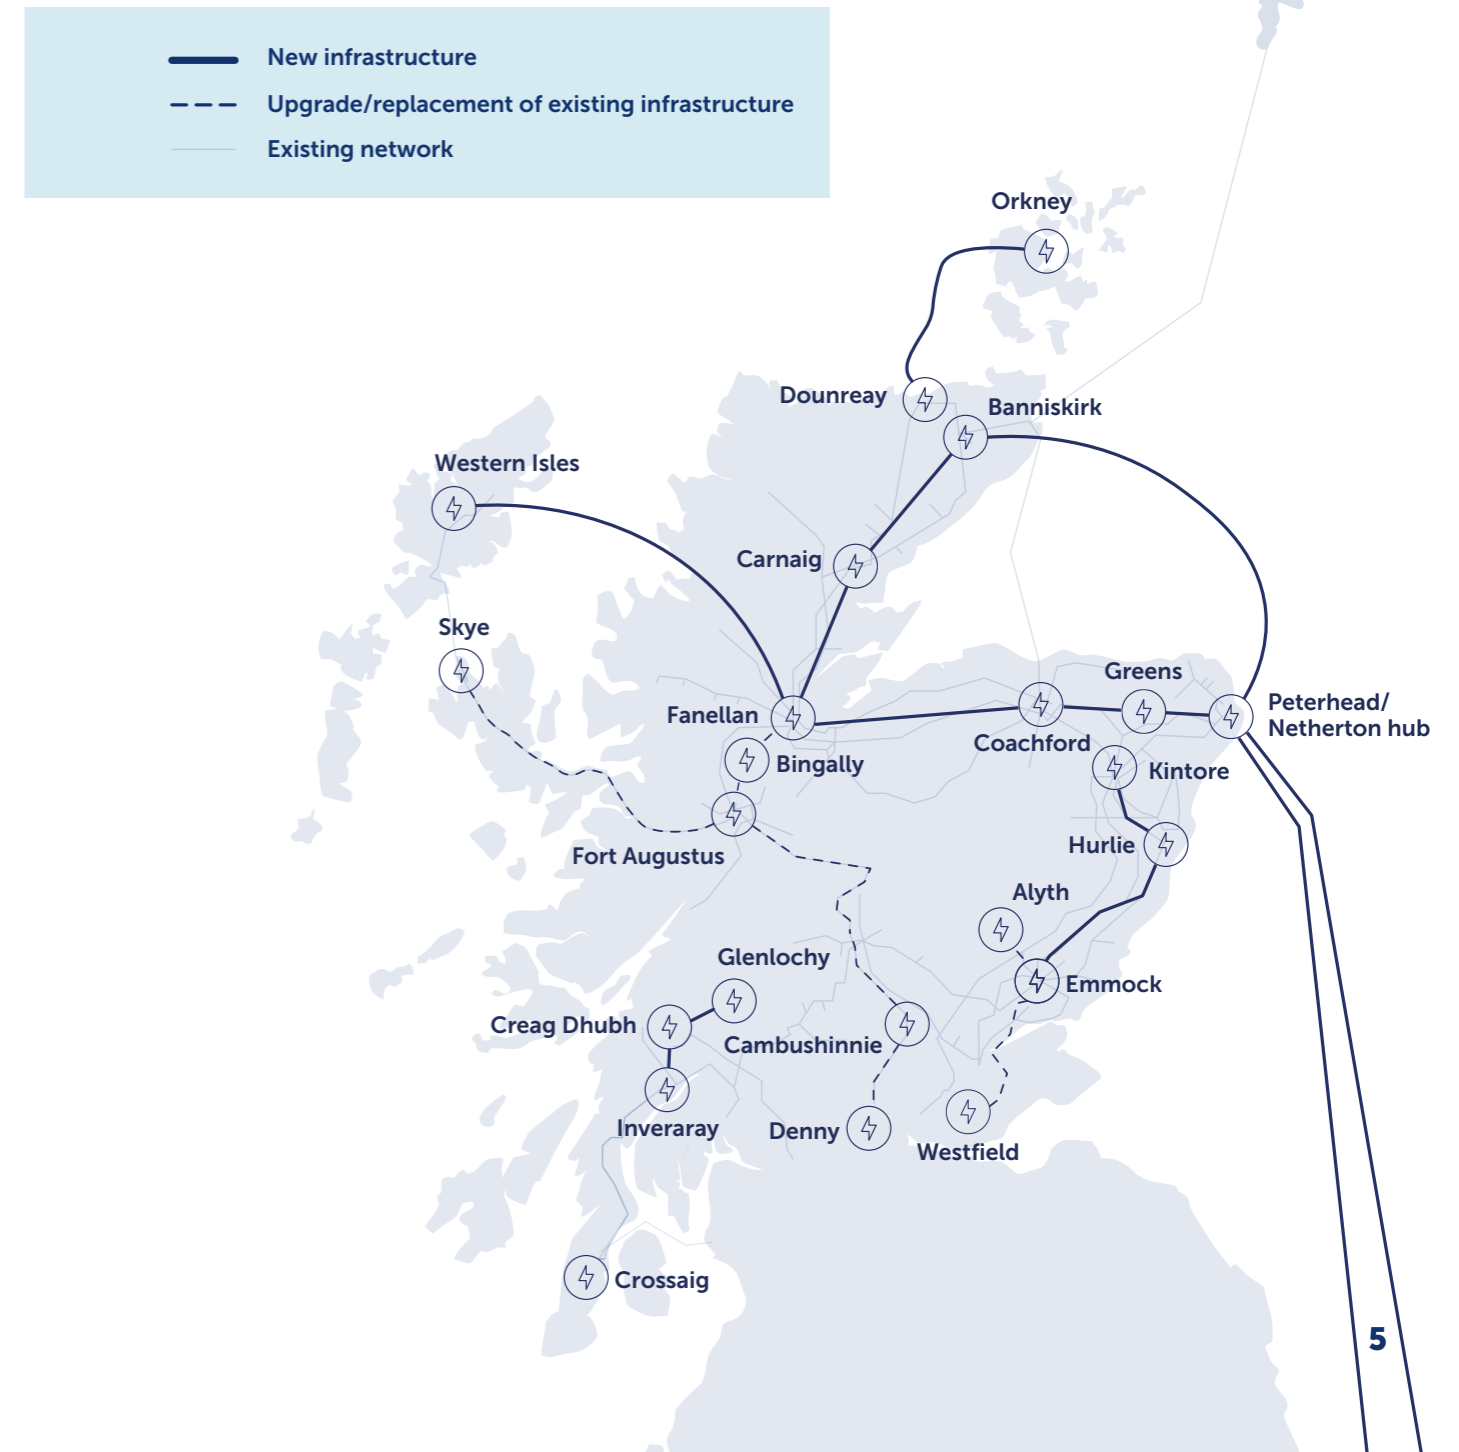 New infrastructure
Upgrade/replacement of existing infrastructure
Existing network
Orkney
Dounreay
Banniskirk
Western Isles
Carnaig
Skye
Greens
Fanellan
Peterhead/
Netherton hub
Coachford
Bingally
Kintore
Hurlie
Fort Augustus
Alyth
Glenlochy
Emmock
Creag Dhubh
Cambushinnie
Inveraray
Denny
Westfield
Crossaig
5